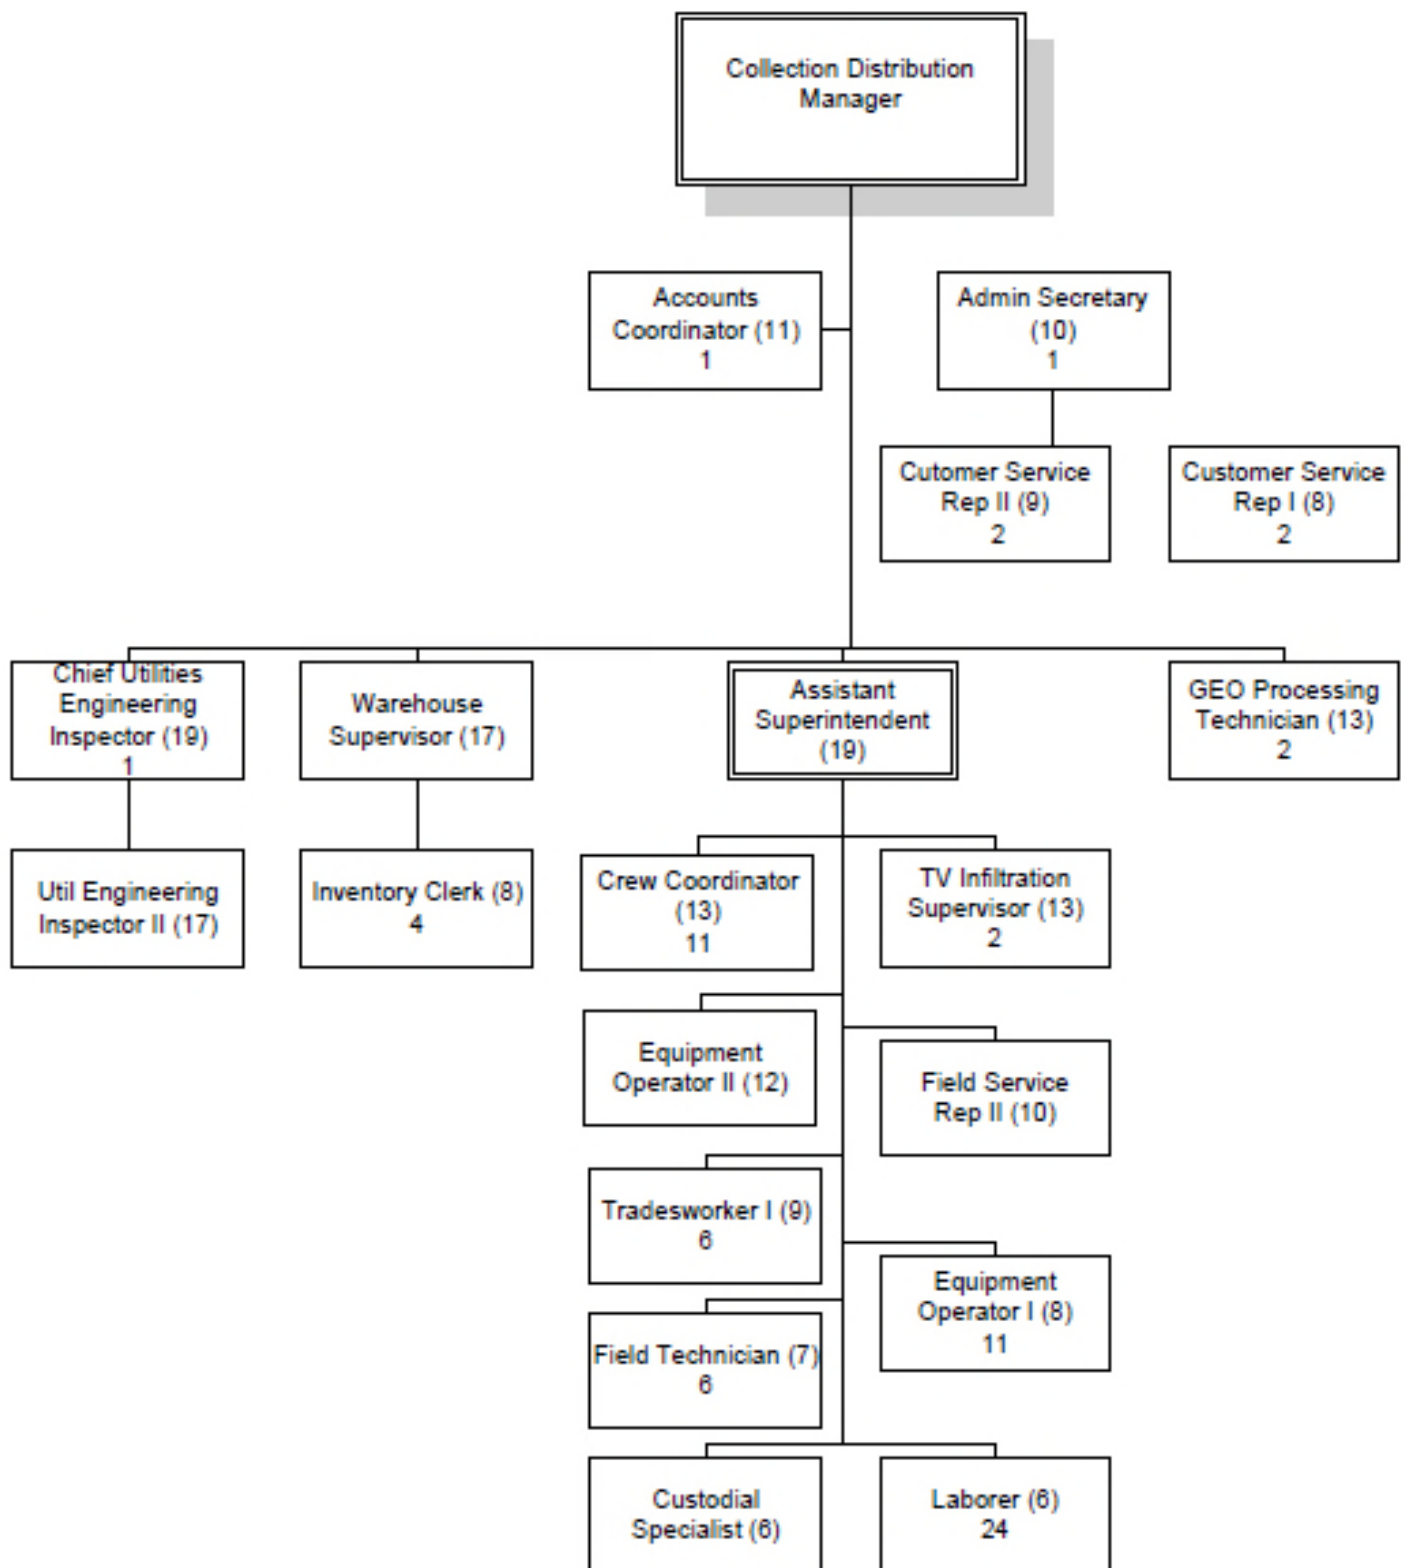 Collection Distribution
Manager
Accounts
Coordinator (11)
1
Admin Secretary
(10)
1
Cutomer Service
Rep II (9)
2
Customer Service
Rep I (8)
2
Chief Utilities
Engineering
Inspector (19)
1
Warehouse
Supervisor (17)
Assistant
Superintendent
(19)
GEO Processing
Technician (13)
2
Util Engineering
Inspector II (17)
Inventory Clerk (8)
4
Crew Coordinator
(13)
11
TV Infiltration
Supervisor (13)
2
Equipment
Operator II (12)
Field Service
Rep II (10)
Tradesworker I (9)
6
Equipment
Operator I (8)
11
Field Technician (7)
6
Custodial
Specialist (6)
Laborer (6)
24